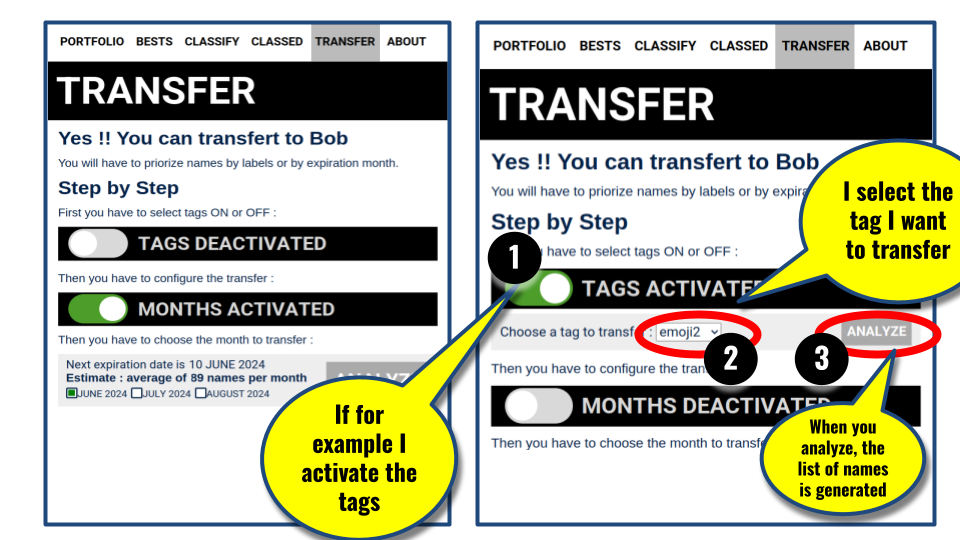 PORTFOLIO BESTS CLASSIFY CLASSED TRANSFER ABOUT
TRANSFER
Yes !! You can transfert to Bob
You will have to priorize names by labels or by expiration month.
Step by Step
First you have to select tags ON or OFF :
TAGS DEACTIVATED
Then you have to configure the transfer :
MONTHS ACTIVATED
Then you have to choose the month to transfer :
Next expiration date is 10 JUNE 2024
Estimate : average of 89 names per month
JUNE 2024 JULY 2024 AUGUST 2024
If for
example I
activate the
tags
PORTFOLIO BESTS CLASSIFY CLASSED TRANSFER ABOUT
TRANSFER
Yes !! You can transfert to Bob
You will have to priorize names by labels or by
Step by Step
1
have to select tags ON or OFF :
TAGS ACTIVATED
Choose a tag to transfer : emoji2
ANALYZE
2
3
Then you have to configure the
MONTHS DEACTIVATED
Then you have to choose the month to
I select the
tag I want
to transfer
When you
analyze, the
list of names
is generated